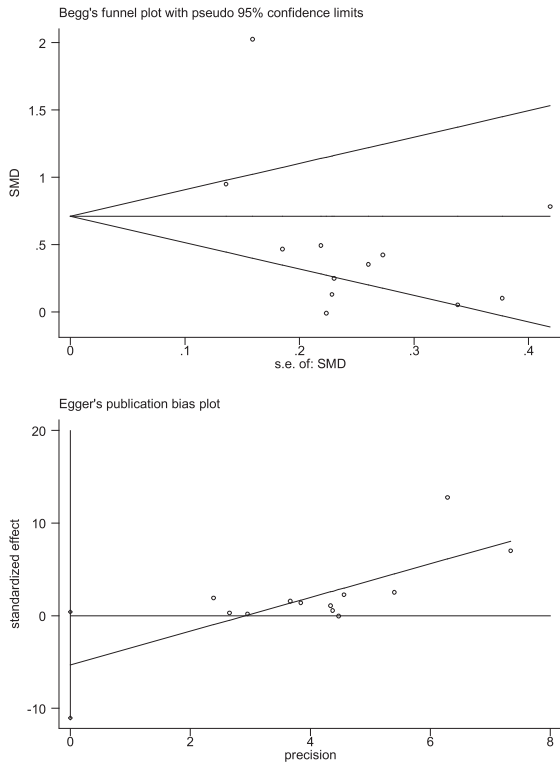 Begg's funnel plot with pseudo 95% confidence limits
2
1.5
1
.5
0
SMD
0 .1 .2 .3 .4
s.e. of: SMD
Egger's publication bias plot
20
10
0
-10
standardized effect
0 2 4 6 8
precision